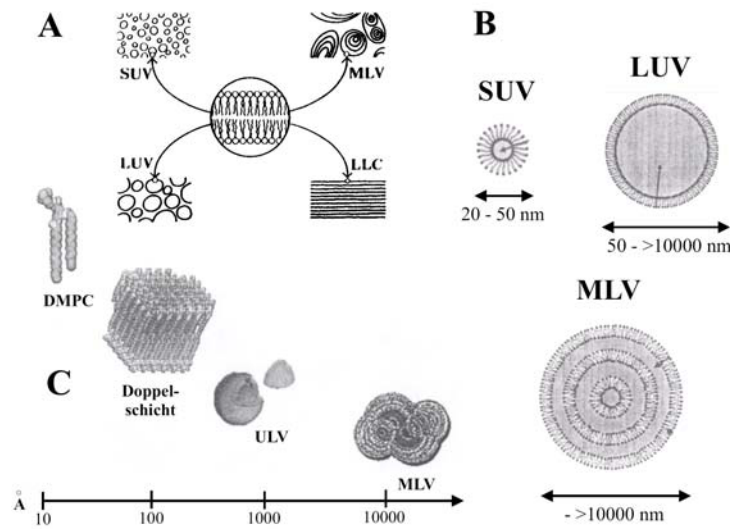 A
SUV
MLV
LUV
LLC
B
SUV
20 - 50 nm
LUV
50 - >10000 nm
MLV
- >10000 nm
DMPC
Doppel-
schicht
C
ULV
MLV
Å
10
100
1000
10000